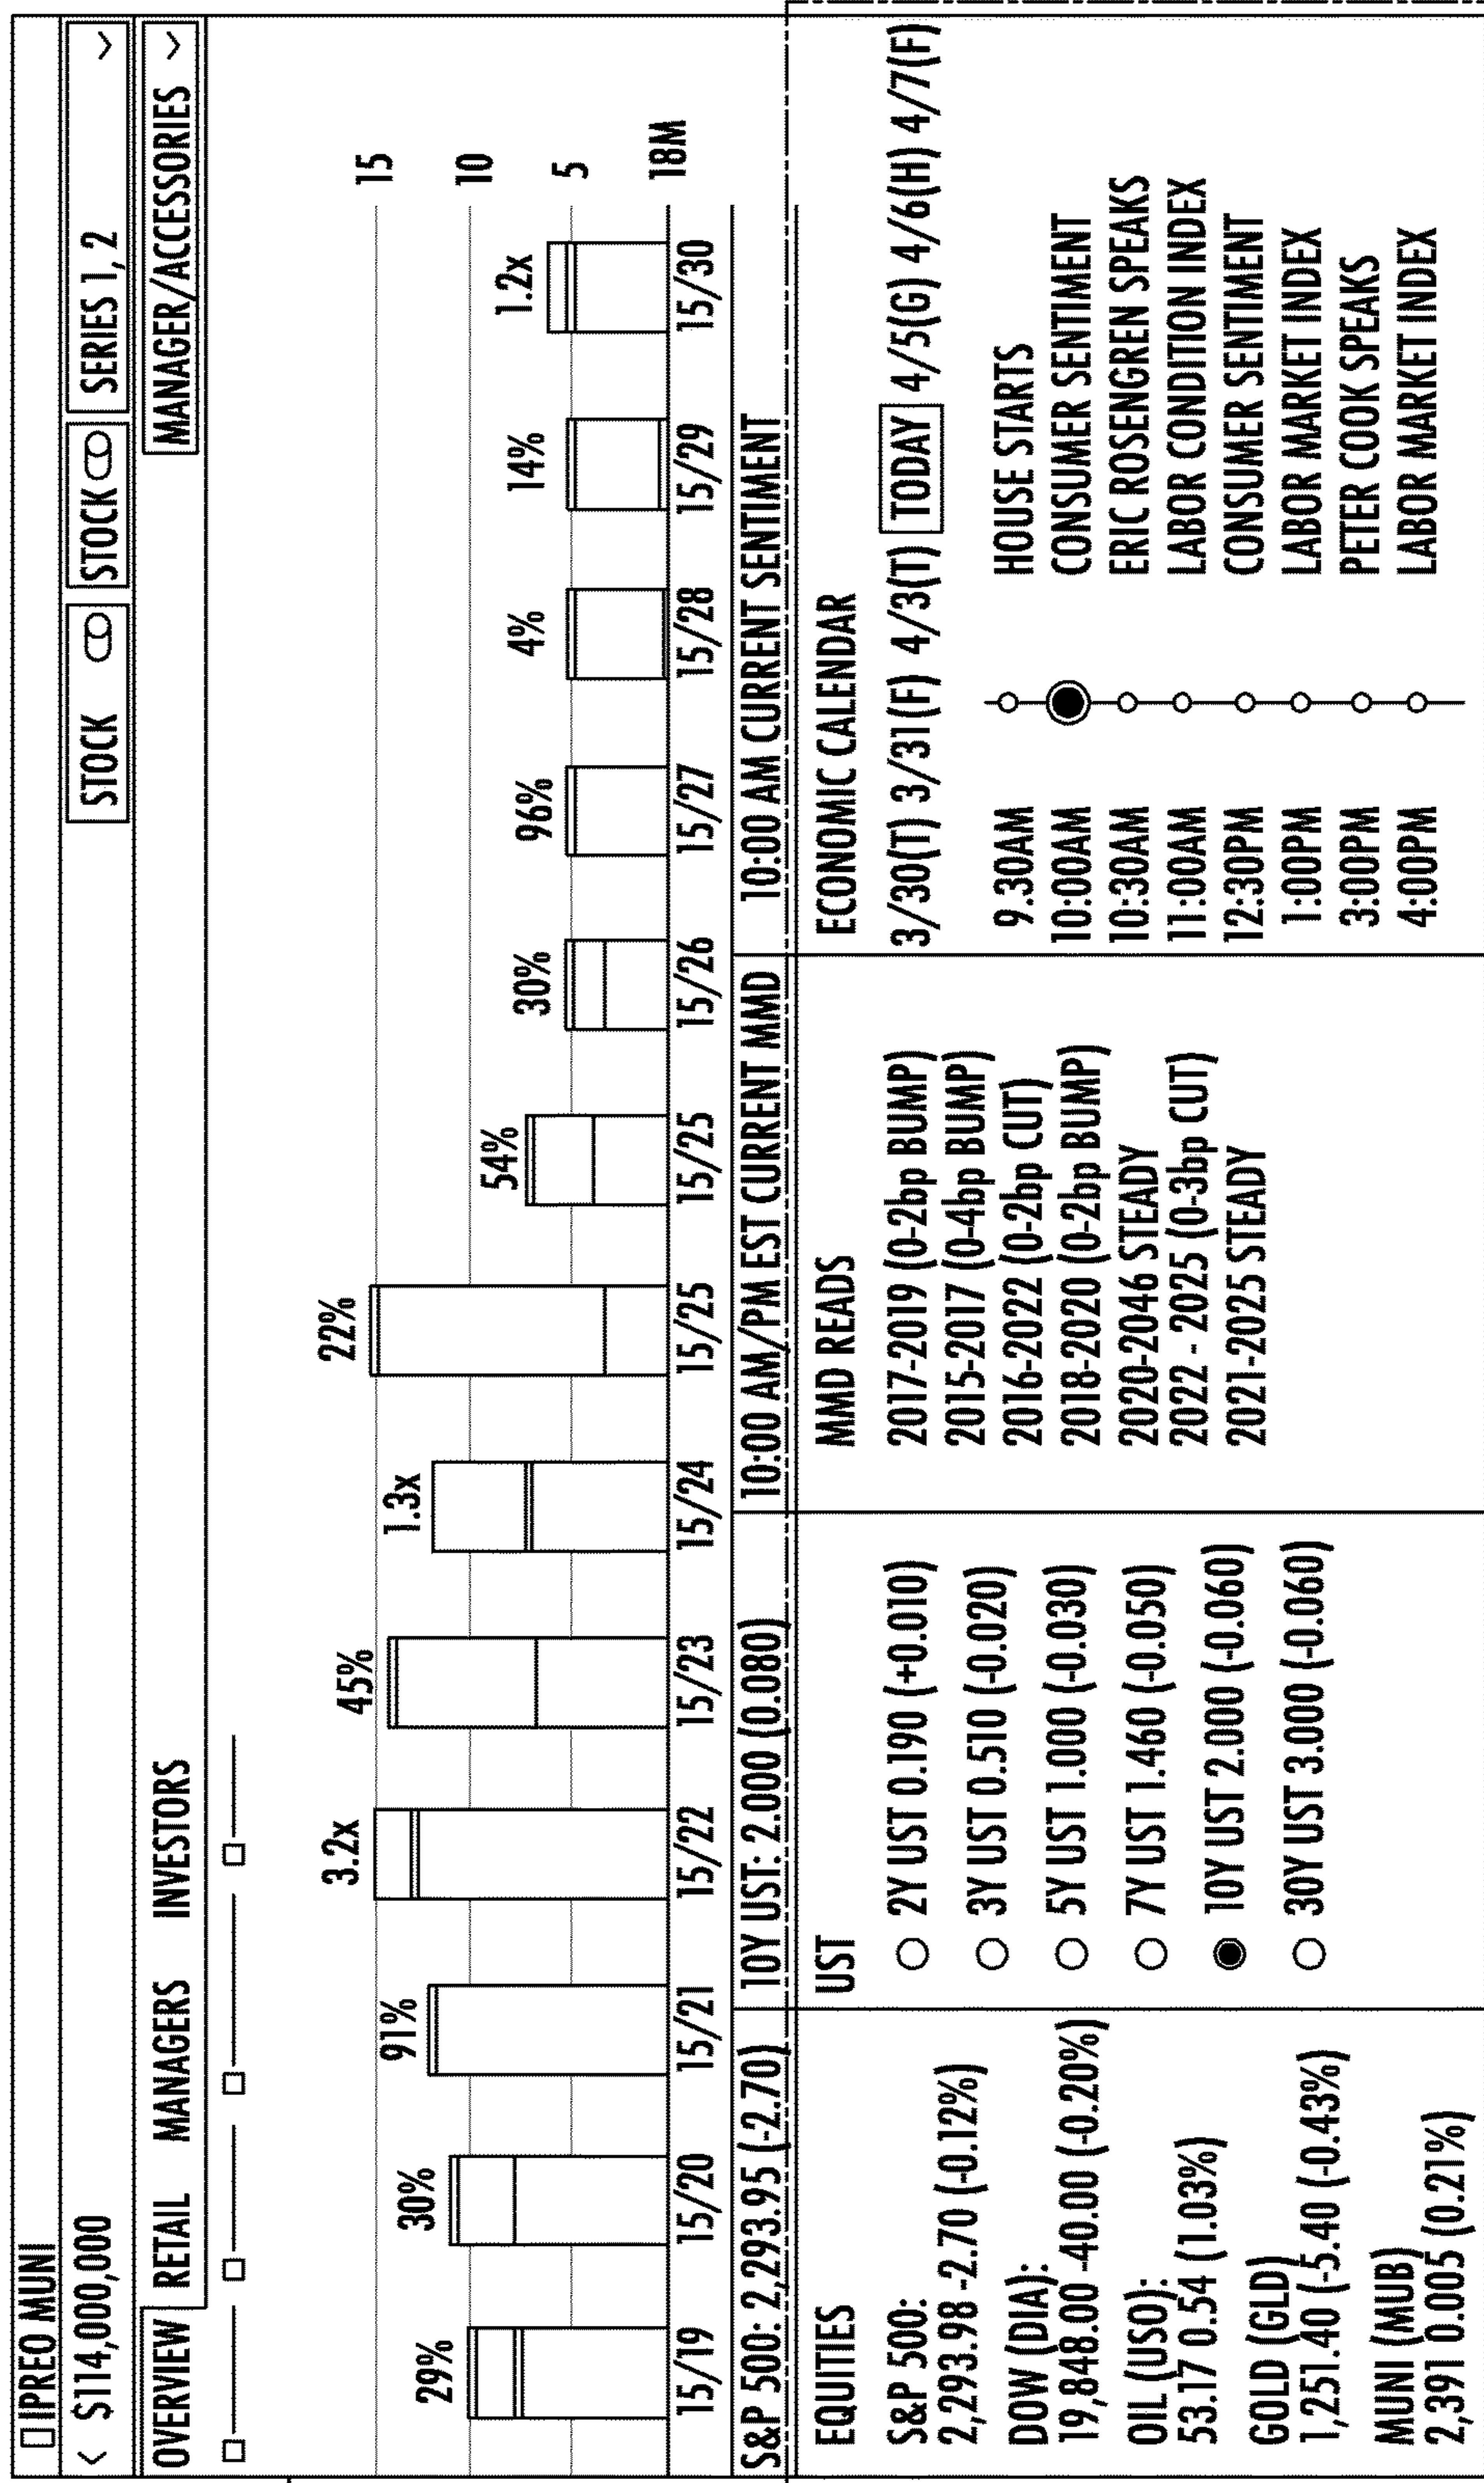 IPREO MUNI
< $114,000,000
STOCK
STOCK
SERIES 1, 2
OVERVIEW RETAIL MANAGERS INVESTORS
MANAGER/ACCESSORIES
15
10
5
18M
29%
30%
91%
3.2x
45%
1.3x
22%
54%
30%
96%
4%
14%
1.2x
15/19
15/20
15/21
15/22
15/23
15/24
15/25
15/25
15/26
15/27
15/28
15/29
15/30
S&P 500: 2,293.95 (-2.70)
10Y UST: 2.000 (0.080)
10:00 AM/PM EST CURRENT MMD
10:00 AM CURRENT SENTIMENT
EQUITIES
S&P 500:
2,293.98 -2.70 (-0.12%)
DOW (DIA):
19,848.00 -40.00 (-0.20%)
OIL (USO):
53.17 0.54 (1.03%)
GOLD (GLD)
1,251.40 (-5.40 (-0.43%)
MUNI (MUB)
2,391 0.005 (0.21%)
UST
2Y UST 0.190 (+0.010)
3Y UST 0.510 (-0.020)
5Y UST 1.000 (-0.030)
7Y UST 1.460 (-0.050)
10Y UST 2.000 (-0.060)
30Y UST 3.000 (-0.060)
MMD READS
2017-2019 (0-2bp BUMP)
2015-2017 (0-4bp BUMP)
2016-2022 (0-2bp CUT)
2018-2020 (0-2bp BUMP)
2020-2046 STEADY
2022 - 2025 (0-3bp CUT)
2021-2025 STEADY
ECONOMIC CALENDAR
3/30(T) 3/31(F) 4/3(T) TODAY 4/5(G) 4/6(H) 4/7(F)
9.30AM HOUSE STARTS
10:00AM CONSUMER SENTIMENT
10:30AM ERIC ROSENGREN SPEAKS
11:00AM LABOR CONDITION INDEX
12:30PM CONSUMER SENTIMENT
1:00PM LABOR MARKET INDEX
3:00PM PETER COOK SPEAKS
4:00PM LABOR MARKET INDEX